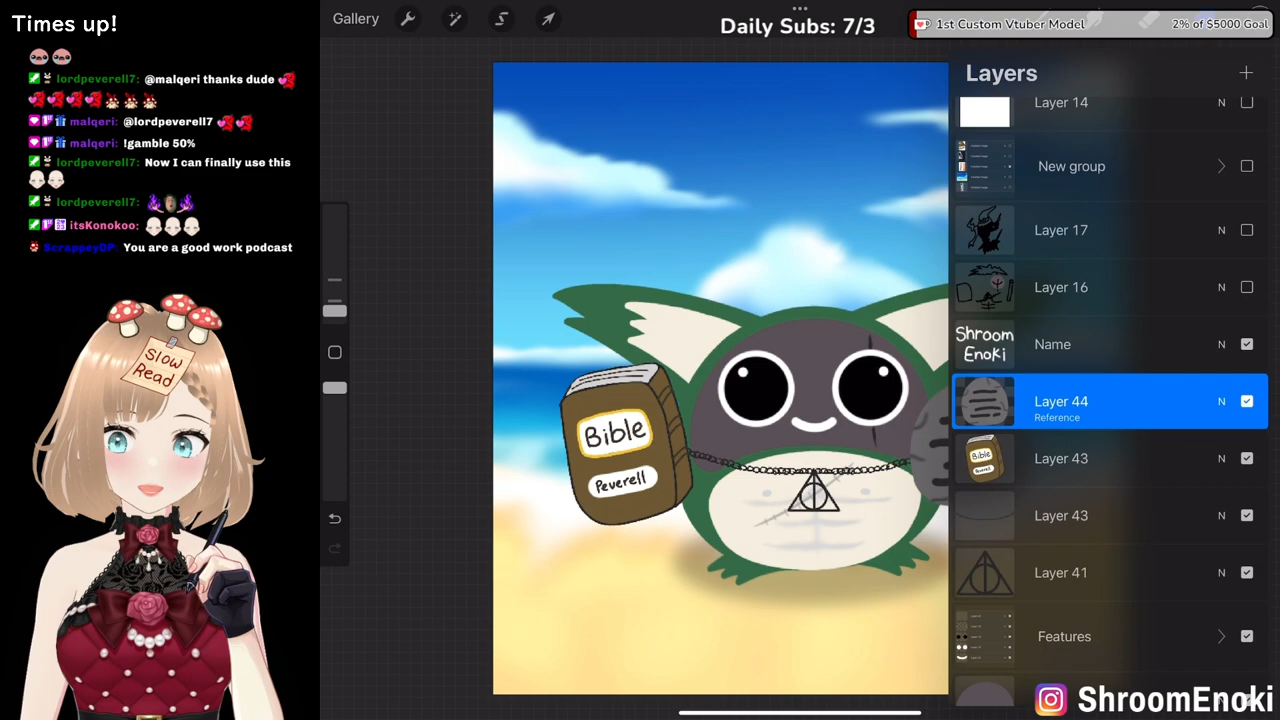 Times up!
Gallery
Daily Subs: 7/3
1st Custom Vtuber Model
2% of $5000 Goal
lordpeverell7: @malqeri thanks dude
malqeri: @lordpeverell7
malqeri: !gamble 50%
lordpeverell7: Now I can finally use this
lordpeverell7:
itsKonokoo:
ScrappeyDP: You are a good work podcast
Slow
Read
Bible
Peverell
Layers
Layer 14
N
New group
Layer 17
N
Layer 16
N
Shroom
Enoki
Name
N
Layer 44
Reference
N
Bible
Peverell
Layer 43
N
Layer 43
N
Layer 41
N
Features
ShroomEnoki